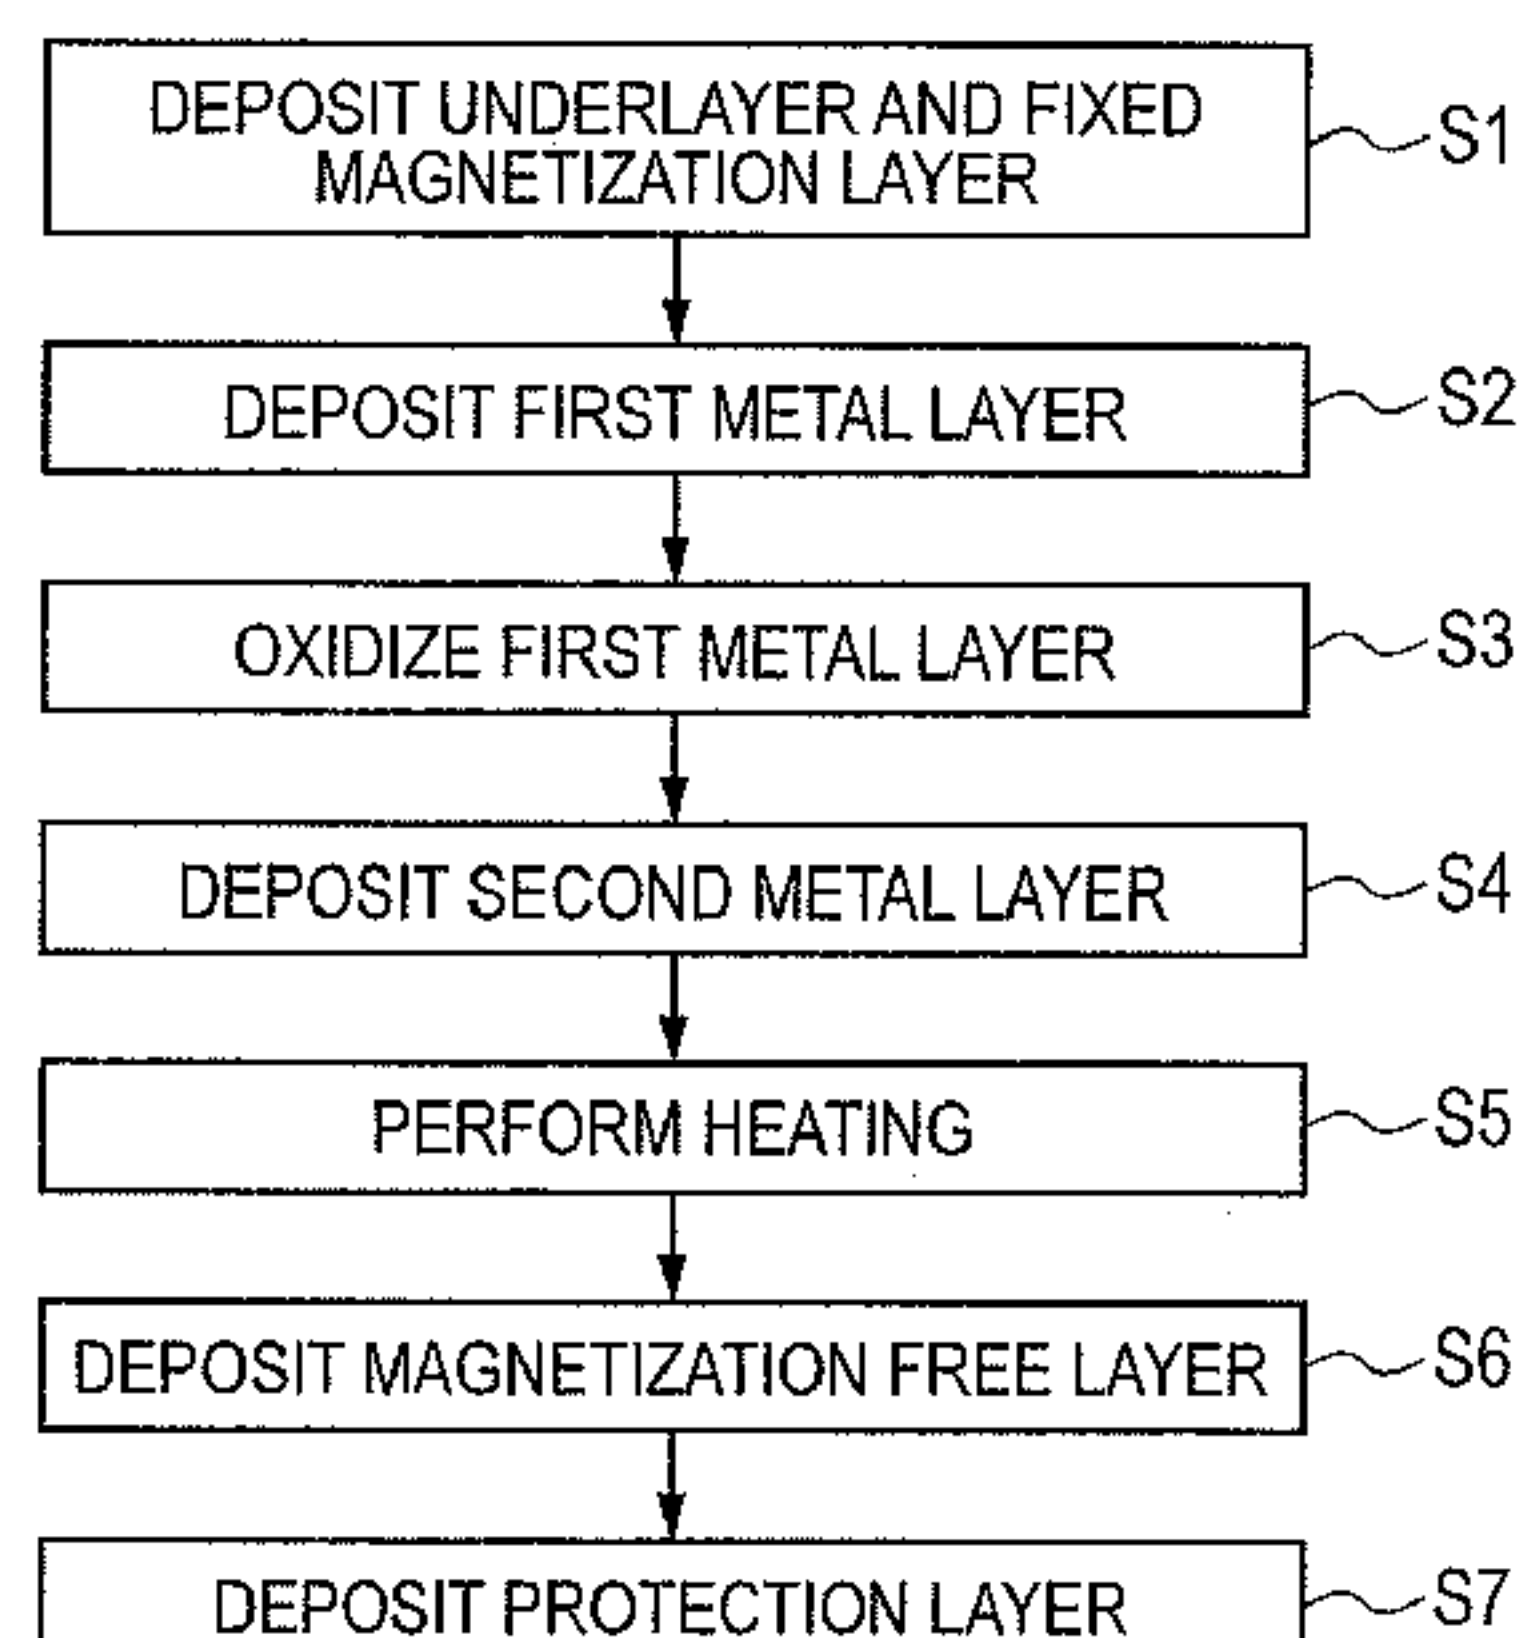 DEPOSIT UNDERLAYER AND FIXED
MAGNETIZATION LAYER
S1
DEPOSIT FIRST METAL LAYER
S2
OXIDIZE FIRST METAL LAYER
S3
DEPOSIT SECOND METAL LAYER
S4
PERFORM HEATING
S5
DEPOSIT MAGNETIZATION FREE LAYER
S6
DEPOSIT PROTECTION LAYER
S7